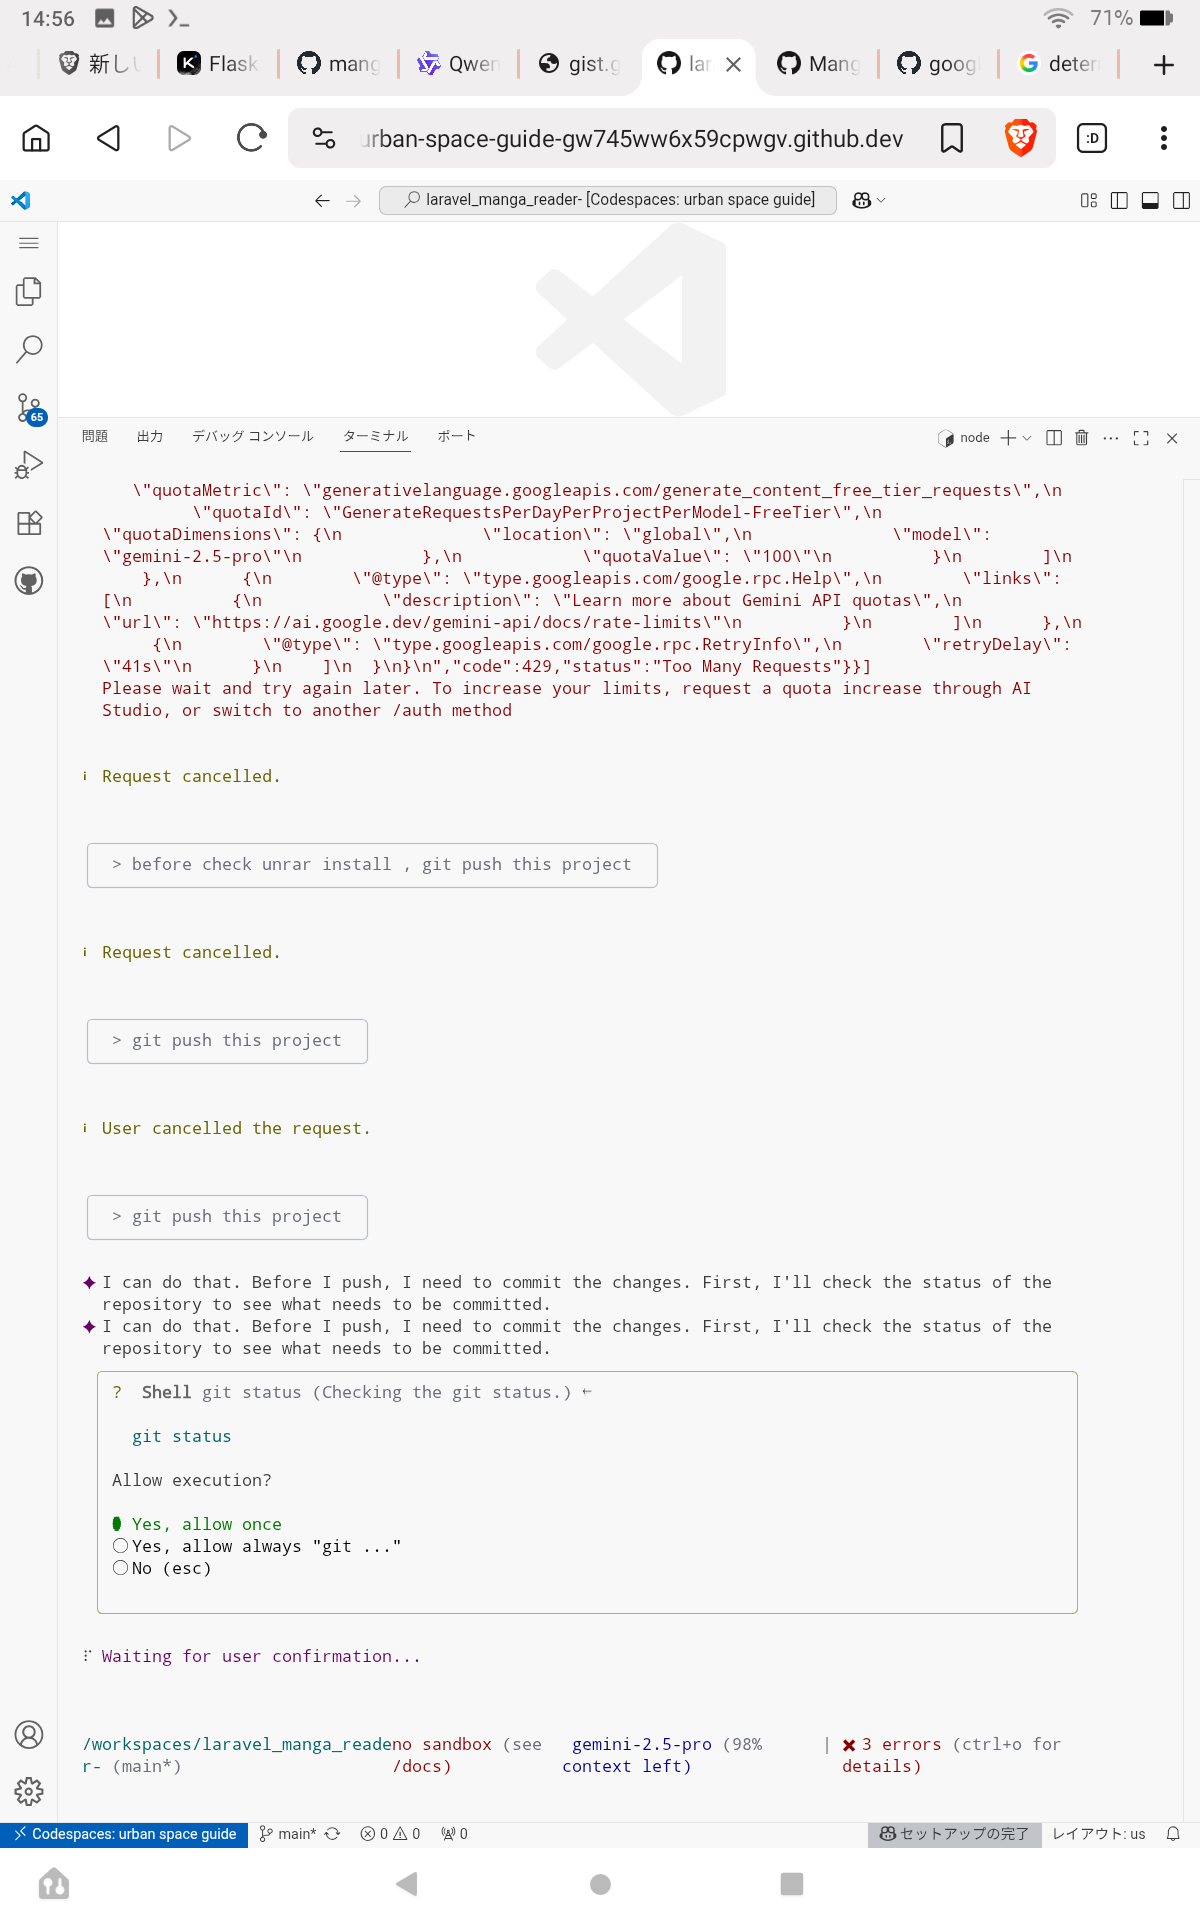 14:56
71%
新し
Flask
mang
Qwen
gist.g
lar
Mang
goog
deter
urban-space-guide-gw745ww6x59cpwgv.github.dev
:D
laravel_manga_reader- [Codespaces: urban space guide]
65
問題 出力 デバッグ コンソール ターミナル ポート
node
\"quotaMetric\": \"generativelanguage.googleapis.com/generate_content_free_tier_requests\",\n
\"quotaId\": \"GenerateRequestsPerDayPerProjectPerModel-FreeTier\",\n
\"quotaDimensions\": {\n \"location\": \"global\",\n \"model\":
\"gemini-2.5-pro\"\n },\n \"quotaValue\": \"100\"\n }\n ]\n
},\n {\n \"@type\": \"type.googleapis.com/google.rpc.Help\",\n \"links\":
[\n {\n \"description\": \"Learn more about Gemini API quotas\",\n
\"url\": \"https://ai.google.dev/gemini-api/docs/rate-limits\"\n }\n ]\n },\n
{\n \"@type\": \"type.googleapis.com/google.rpc.RetryInfo\",\n \"retryDelay\":
\"41s\"\n }\n ]\n }\n}\n","code":429,"status":"Too Many Requests"}}]
Please wait and try again later. To increase your limits, request a quota increase through AI
Studio, or switch to another /auth method
i Request cancelled.
> before check unrar install , git push this project
i Request cancelled.
> git push this project
i User cancelled the request.
> git push this project
✦ I can do that. Before I push, I need to commit the changes. First, I'll check the status of the
repository to see what needs to be committed.
✦ I can do that. Before I push, I need to commit the changes. First, I'll check the status of the
repository to see what needs to be committed.
? Shell git status (Checking the git status.) ←
git status
Allow execution?
Yes, allow once
Yes, allow always "git ..."
No (esc)
Waiting for user confirmation...
/workspaces/laravel_manga_readeno sandbox (see gemini-2.5-pro (98% | ✖ 3 errors (ctrl+o for
r- (main*) /docs) context left) details)
Codespaces: urban space guide main* 0 0 0 セットアップの完了 レイアウト: us